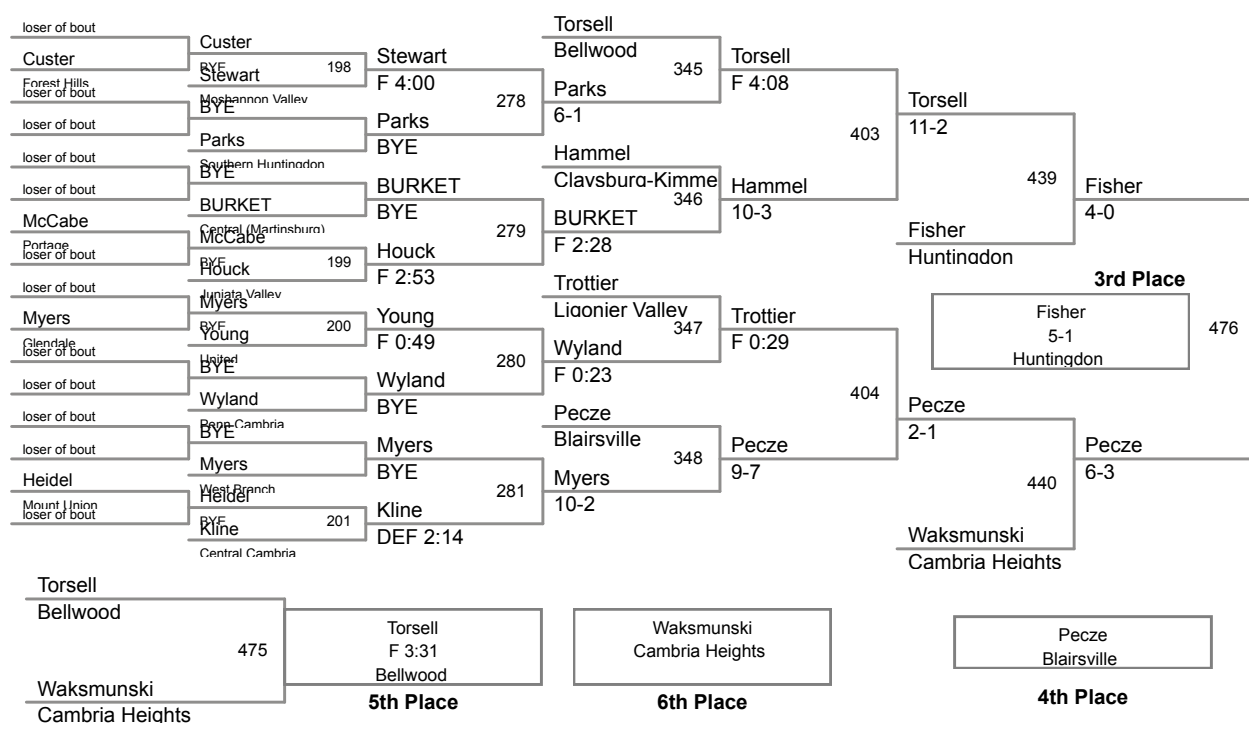 loser of bout
Custer
Forest Hills
loser of bout
loser of bout
loser of bout
loser of bout
McCabe
Portage
loser of bout
loser of bout
Myers
Glendale
loser of bout
loser of bout
loser of bout
loser of bout
Heidel
Mount Union
loser of bout
Custer
BYE
198
Stewart
Moshannon Valley
BYE
Parks
Southern Huntingdon
BYE
BURKET
Central (Martinsburg)
McCabe
BYE
199
Houck
Juniata Valley
Myers
BYE
200
Young
United
BYE
Wyland
Penn Cambria
BYE
Myers
West Branch
Heidel
BYE
201
Kline
Central Cambria
Stewart
F 4:00
278
Parks
BYE
BURKET
BYE
279
Houck
F 2:53
Young
F 0:49
280
Wyland
BYE
Myers
BYE
281
Kline
DEF 2:14
Torsell
Bellwood
345
Parks
6-1
Hammel
Claysburg-Kimme
346
BURKET
F 2:28
Trottier
Ligonier Valley
347
Wyland
F 0:23
Pecze
Blairsville
348
Myers
10-2
Torsell
F 4:08
403
Hammel
10-3
Trottier
F 0:29
404
Pecze
9-7
Torsell
11-2
439
Fisher
Huntingdon
Pecze
2-1
440
Waksmunski
Cambria Heights
Fisher
4-0
3rd Place
Fisher
5-1
Huntingdon
476
Pecze
6-3
Torsell
Bellwood
475
Waksmunski
Cambria Heights
Torsell
F 3:31
Bellwood
5th Place
Waksmunski
Cambria Heights
6th Place
Pecze
Blairsville
4th Place